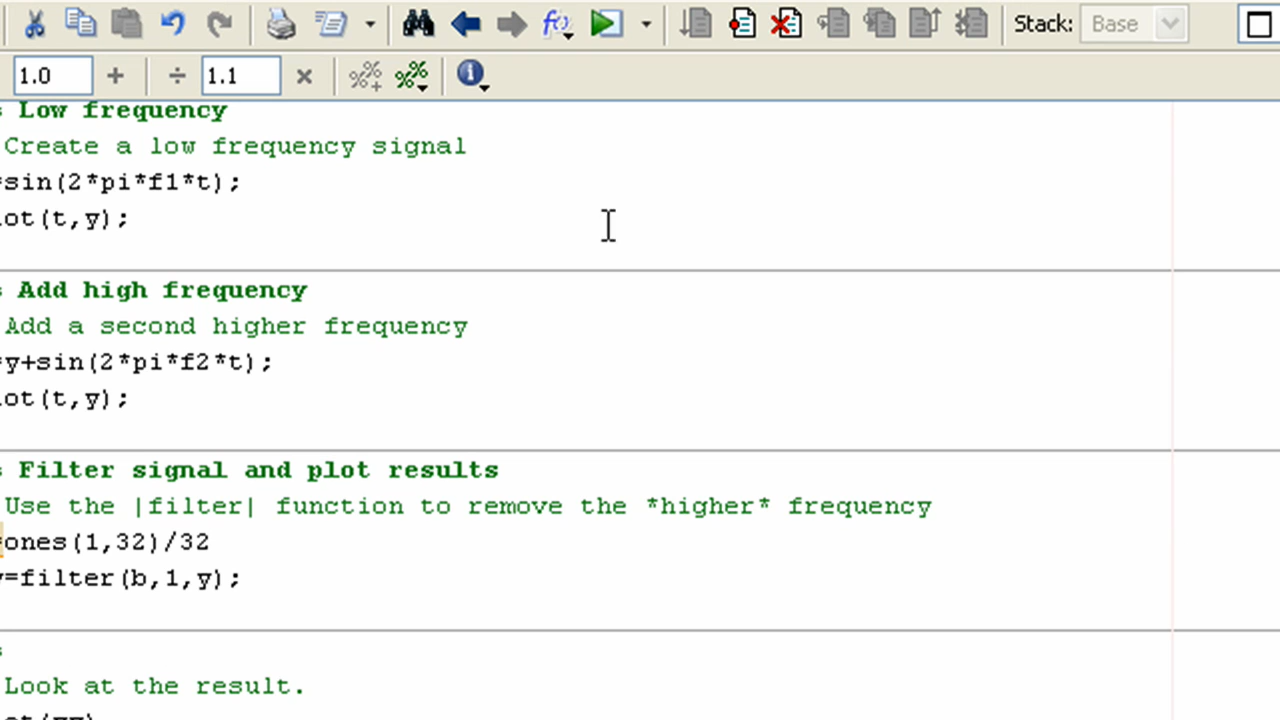 Stack: Base
1.0 + ÷ 1.1 ×
Low frequency
Create a low frequency signal
=sin(2*pi*f1*t);
lot(t,y);
Add high frequency
Add a second higher frequency
=y+sin(2*pi*f2*t);
lot(t,y);
Filter signal and plot results
Use the |filter| function to remove the *higher* frequency
=ones(1,32)/32
y=filter(b,1,y);
Look at the result.